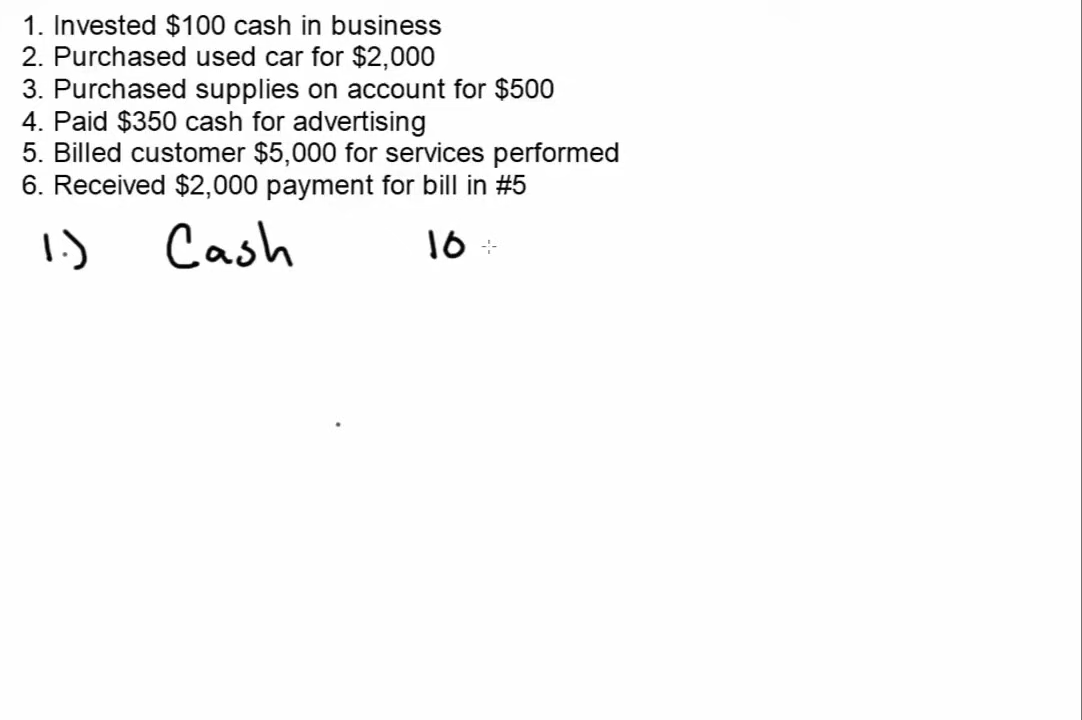 1. Invested $100 cash in business
2. Purchased used car for $2,000
3. Purchased supplies on account for $500
4. Paid $350 cash for advertising
5. Billed customer $5,000 for services performed
6. Received $2,000 payment for bill in #5
1.) Cash 10